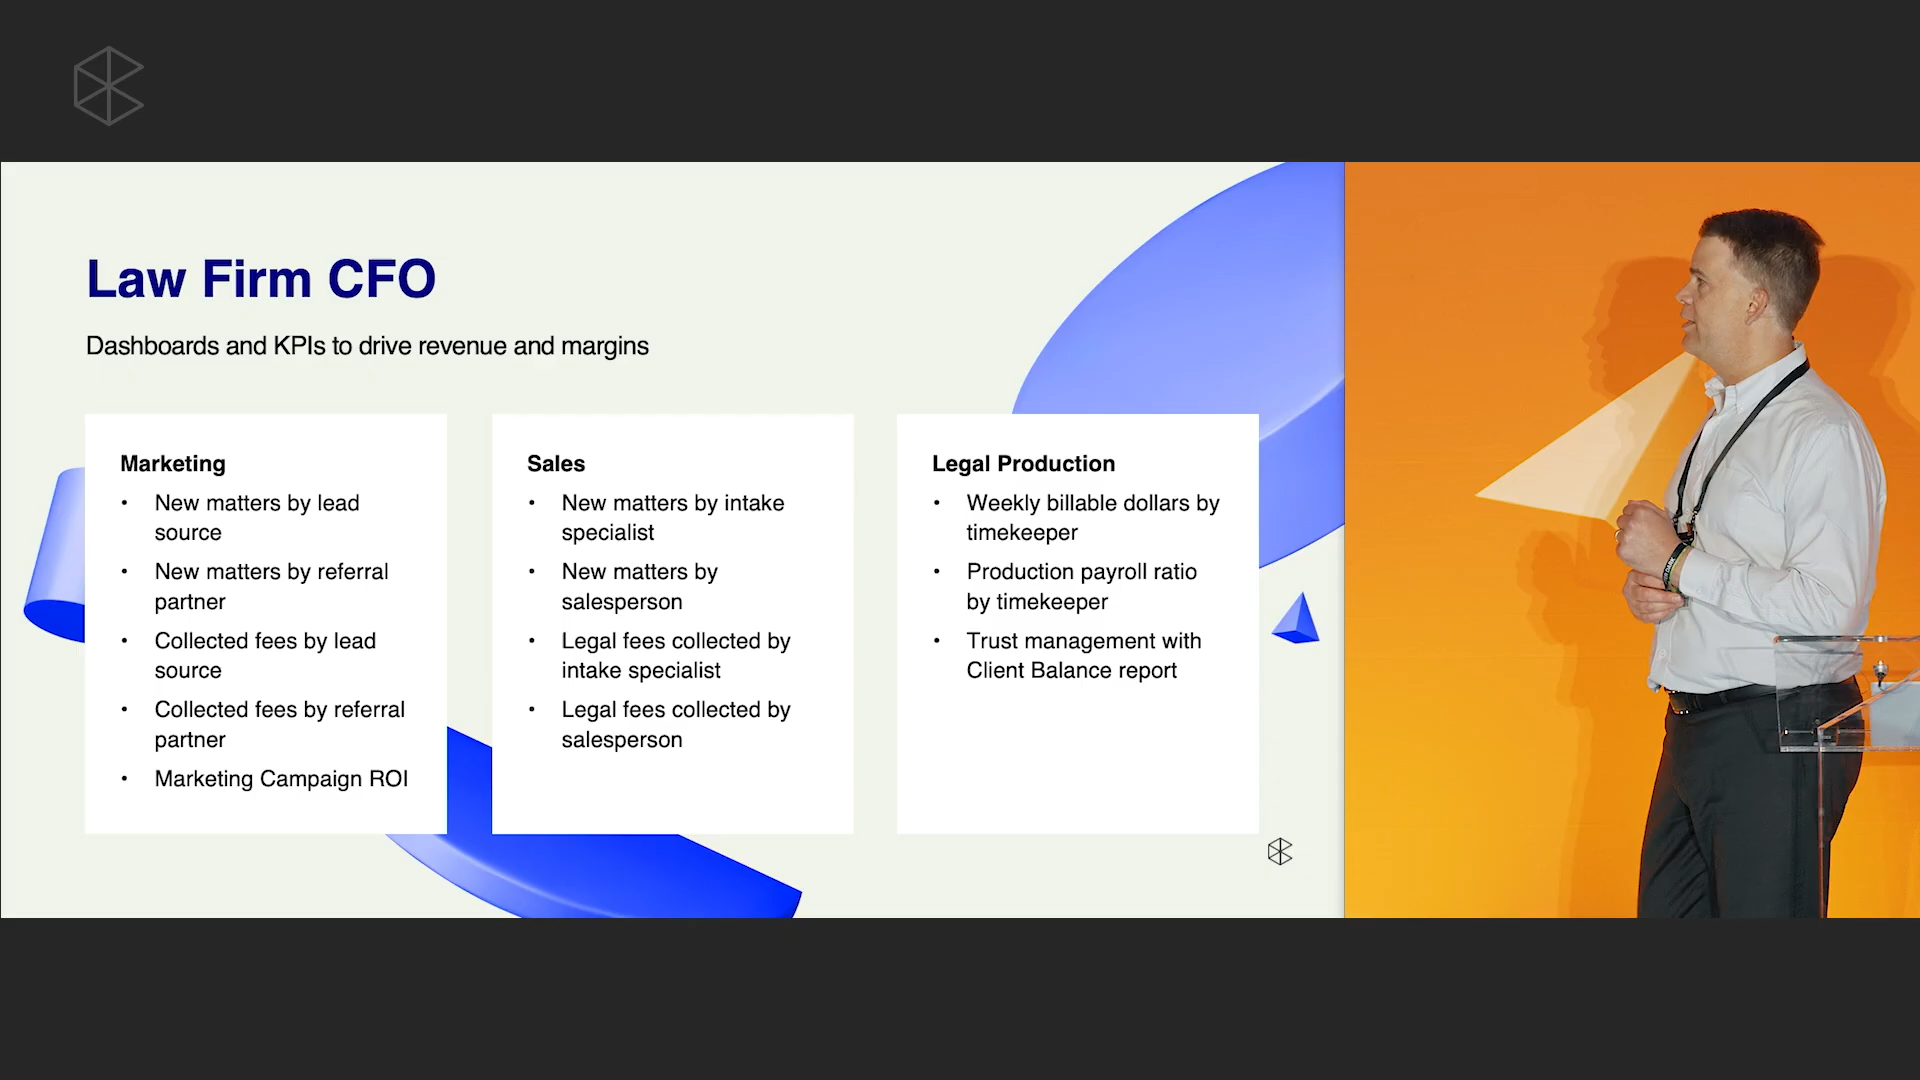 Law Firm CFO
Dashboards and KPIs to drive revenue and margins
Marketing
• New matters by lead
source
• New matters by referral
partner
• Collected fees by lead
source
• Collected fees by referral
partner
• Marketing Campaign ROI
Sales
• New matters by intake
specialist
• New matters by
salesperson
• Legal fees collected by
intake specialist
• Legal fees collected by
salesperson
Legal Production
• Weekly billable dollars by
timekeeper
• Production payroll ratio
by timekeeper
• Trust management with
Client Balance report